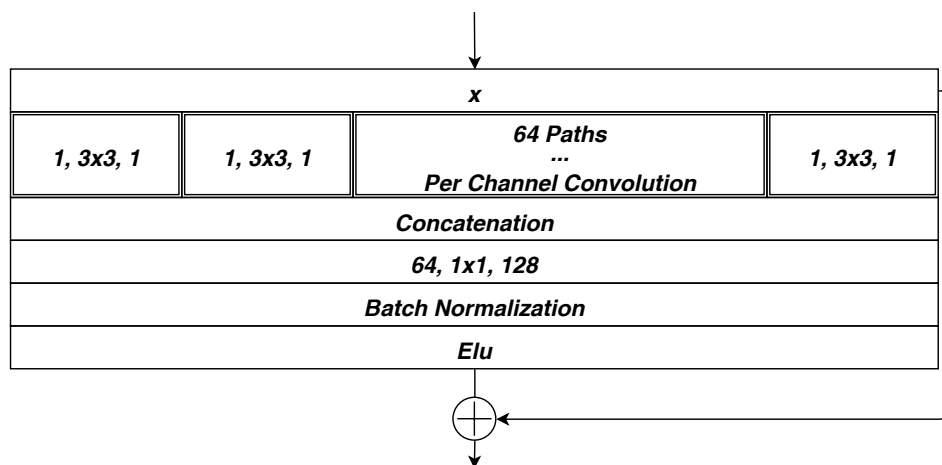 x
1, 3x3, 1
1, 3x3, 1
64 Paths
...
Per Channel Convolution
1, 3x3, 1
Concatenation
64, 1x1, 128
Batch Normalization
Elu